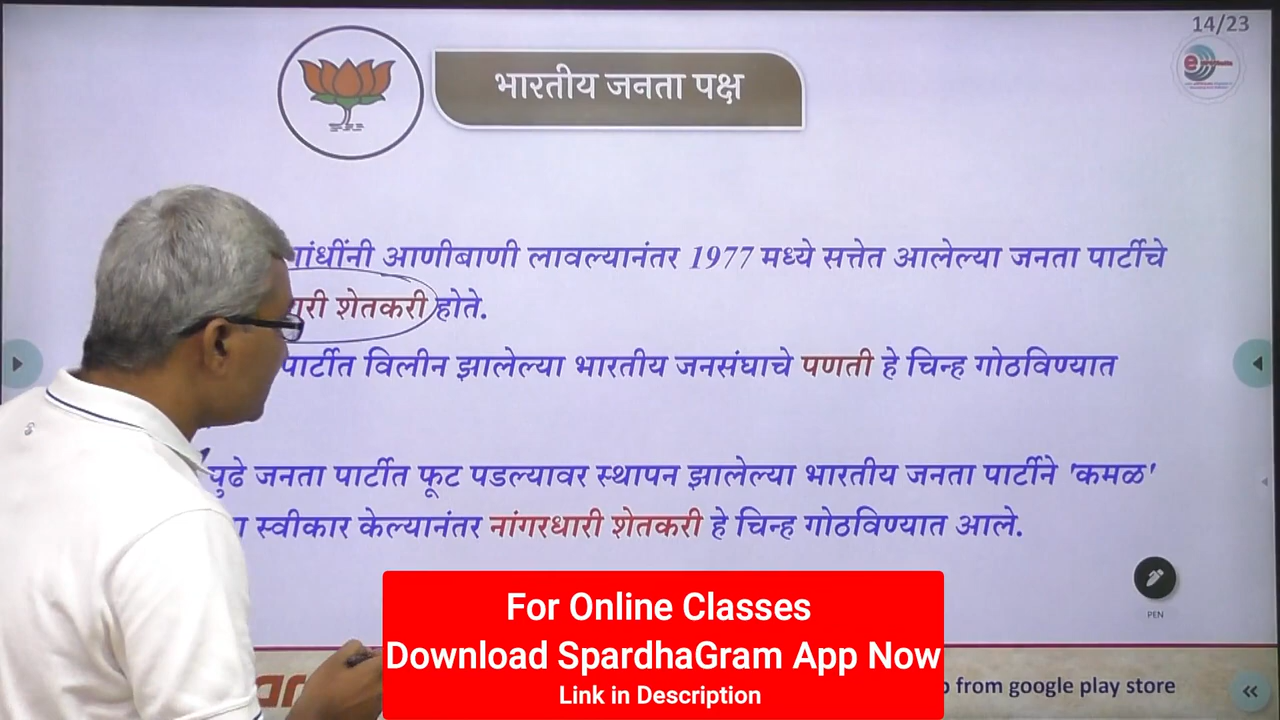 14/23
भारतीय जनता पक्ष
गांधींनी आणीबाणी लावल्यानंतर 1977 मध्ये सत्तेत आलेल्या जनता पार्टीचे
शेतकरी होते.
पार्टीत विलीन झालेल्या भारतीय जनसंघाचे पणती हे चिन्ह गोठविण्यात
पुढे जनता पार्टीत फूट पडल्यावर स्थापन झालेल्या भारतीय जनता पार्टीने 'कमळ'
स्वीकार केल्यानंतर नांगरधारी शेतकरी हे चिन्ह गोठविण्यात आले.
PEN
For Online Classes
Download SpardhaGram App Now
Link in Description
from google play store